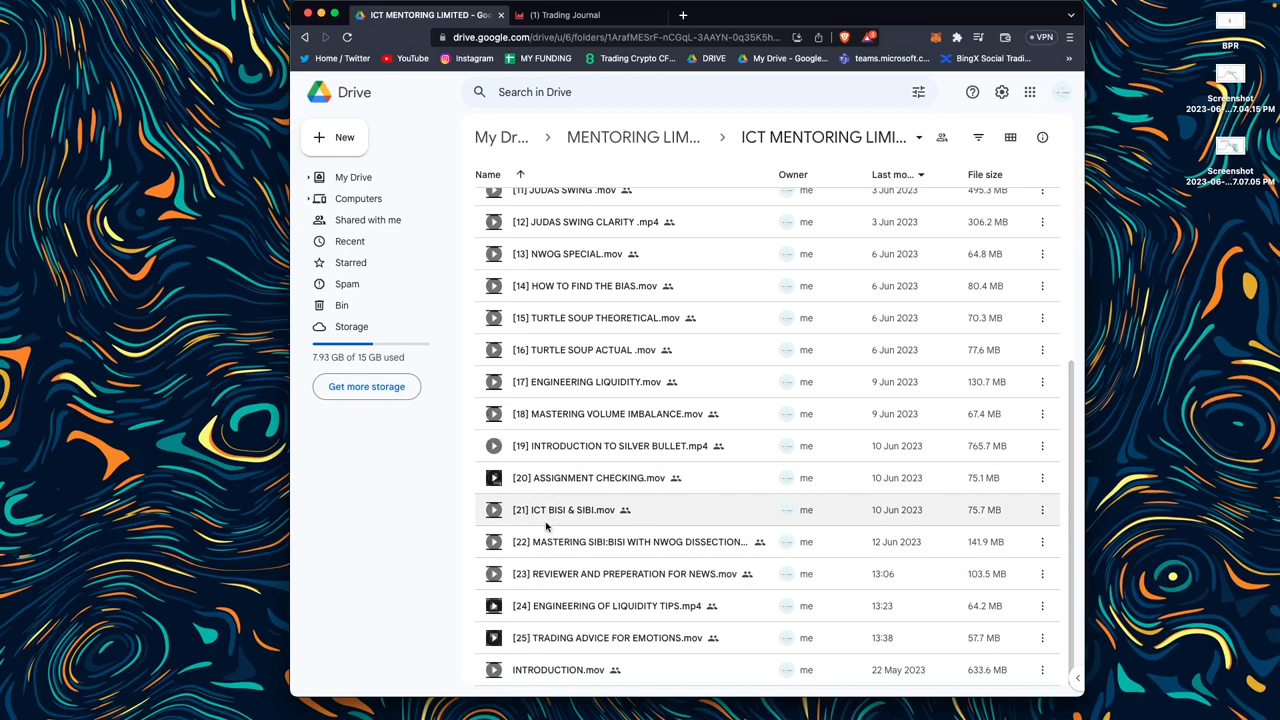 ICT MENTORING LIMITED - Goo
(1) Trading Journal
drive.google.com/drive/u/6/folders/1ArafMESrF-nCGqL-3AAYN-0q35K5h...
VPN
Home / Twitter
YouTube
Instagram
MY FUNDING
Trading Crypto CF...
DRIVE
My Drive - Google...
teams.microsoft.c...
BingX Social Tradi...
»
Drive
Search in Drive
New
My Dr... > MENTORING LIM... > ICT MENTORING LIMI...
Name
Owner
Last mo...
File size
My Drive
Computers
Shared with me
Recent
Starred
Spam
Bin
Storage
7.93 GB of 15 GB used
Get more storage
[11] JUDAS SWING .mov me 3 Jun 2023 495.3 MB
[12] JUDAS SWING CLARITY .mp4 me 3 Jun 2023 306.2 MB
[13] NWOG SPECIAL.mov me 6 Jun 2023 64.8 MB
[14] HOW TO FIND THE BIAS.mov me 6 Jun 2023 80.4 MB
[15] TURTLE SOUP THEORETICAL.mov me 6 Jun 2023 70.3 MB
[16] TURTLE SOUP ACTUAL .mov me 6 Jun 2023 77.6 MB
[17] ENGINEERING LIQUIDITY.mov me 9 Jun 2023 130.7 MB
[18] MASTERING VOLUME IMBALANCE.mov me 9 Jun 2023 67.4 MB
[19] INTRODUCTION TO SILVER BULLET.mp4 me 10 Jun 2023 765.7 MB
[20] ASSIGNMENT CHECKING.mov me 10 Jun 2023 75.1 MB
[21] ICT BISI & SIBI.mov me 10 Jun 2023 75.7 MB
[22] MASTERING SIBI:BISI WITH NWOG DISSECTION... me 12 Jun 2023 141.9 MB
[23] REVIEWER AND PREPERATION FOR NEWS.mov me 13:06 103.5 MB
[24] ENGINEERING OF LIQUIDITY TIPS.mp4 me 13:23 64.2 MB
[25] TRADING ADVICE FOR EMOTIONS.mov me 13:38 57.7 MB
INTRODUCTION.mov me 22 May 2023 633.6 MB
BPR
Screenshot
2023-06-...7.04.15 PM
Screenshot
2023-06-...7.07.05 PM